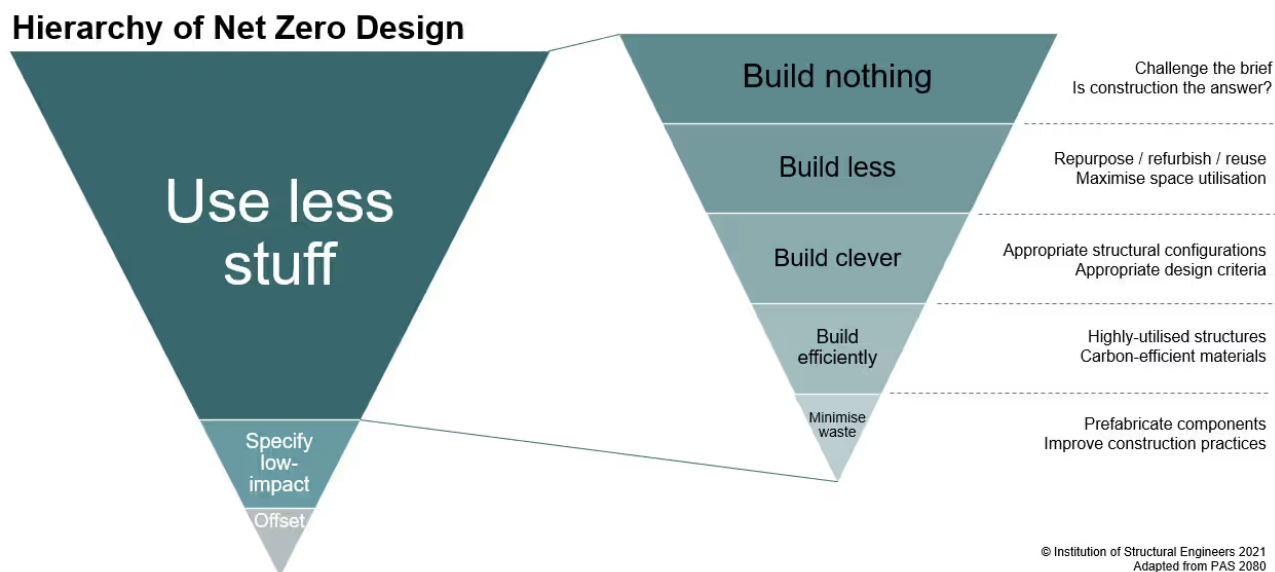 Hierarchy of Net Zero Design
Use less
stuff
Specify
low-
impact
Offset
Build nothing
Challenge the brief
Is construction the answer?
Build less
Repurpose / refurbish / reuse
Maximise space utilisation
Build clever
Appropriate structural configurations
Appropriate design criteria
Build
efficiently
Highly-utilised structures
Carbon-efficient materials
Minimise
waste
Prefabricate components
Improve construction practices
© Institution of Structural Engineers 2021
Adapted from PAS 2080